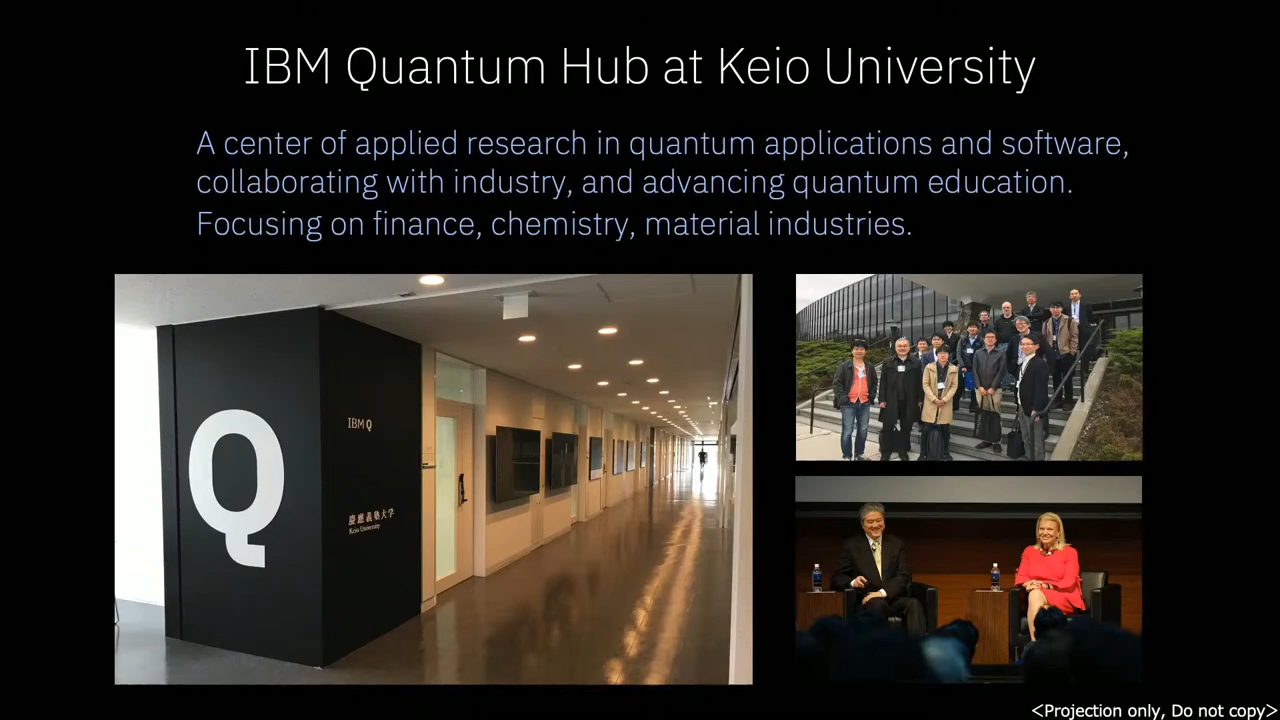 IBM Quantum Hub at Keio University
A center of applied research in quantum applications and software,
collaborating with industry, and advancing quantum education.
Focusing on finance, chemistry, material industries.
Q
IBM Q
慶應義塾大学
Keio University
<Projection only, Do not copy>